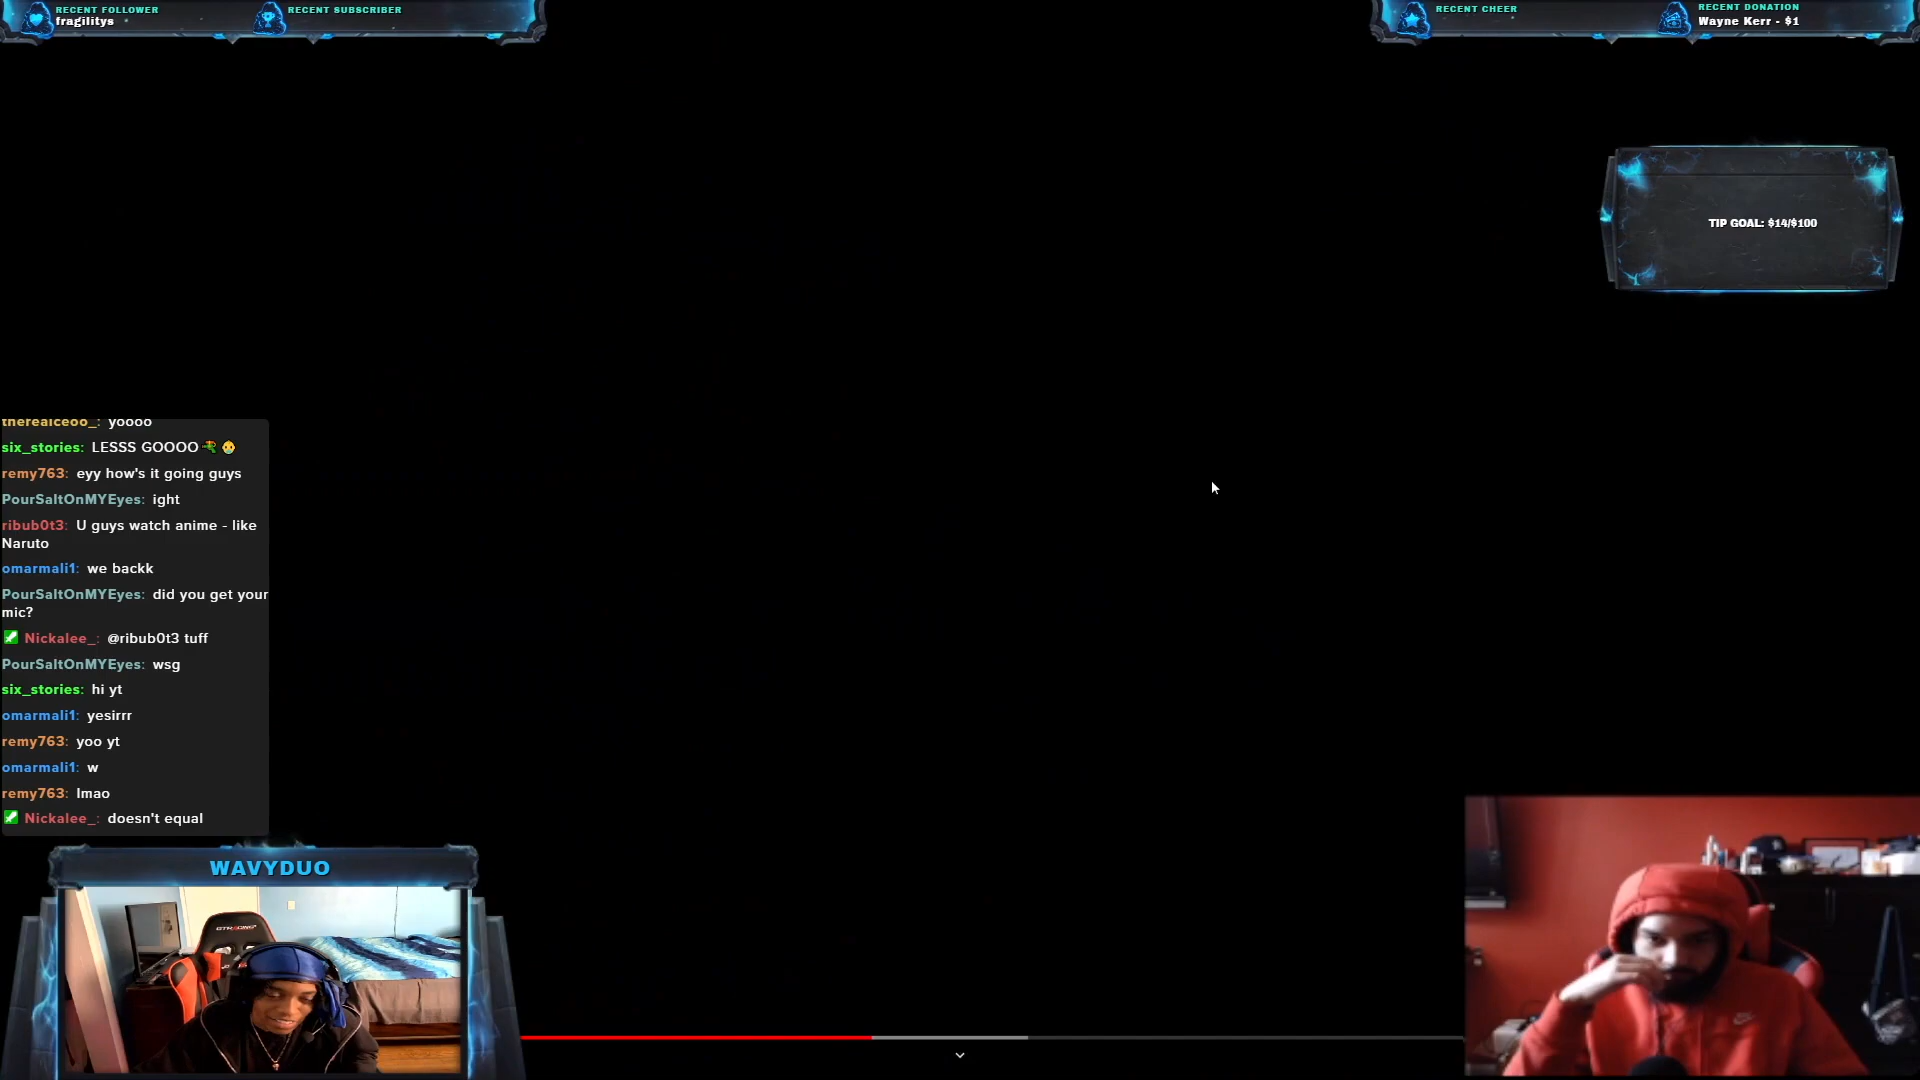 RECENT FOLLOWER
fragilitys
RECENT SUBSCRIBER
RECENT CHEER
RECENT DONATION
Wayne Kerr - $1
TIP GOAL: $14/$100
therealceoo_: yoooo
six_stories: LESSS GOOOO
remy763: eyy how's it going guys
PourSaltOnMYEyes: ight
ribub0t3: U guys watch anime - like
Naruto
omarmali1: we backk
PourSaltOnMYEyes: did you get your
mic?
Nickalee_: @ribub0t3 tuff
PourSaltOnMYEyes: wsg
six_stories: hi yt
omarmali1: yesirrr
remy763: yoo yt
omarmali1: w
remy763: lmao
Nickalee_: doesn't equal
WAVYDUO
GTRACING